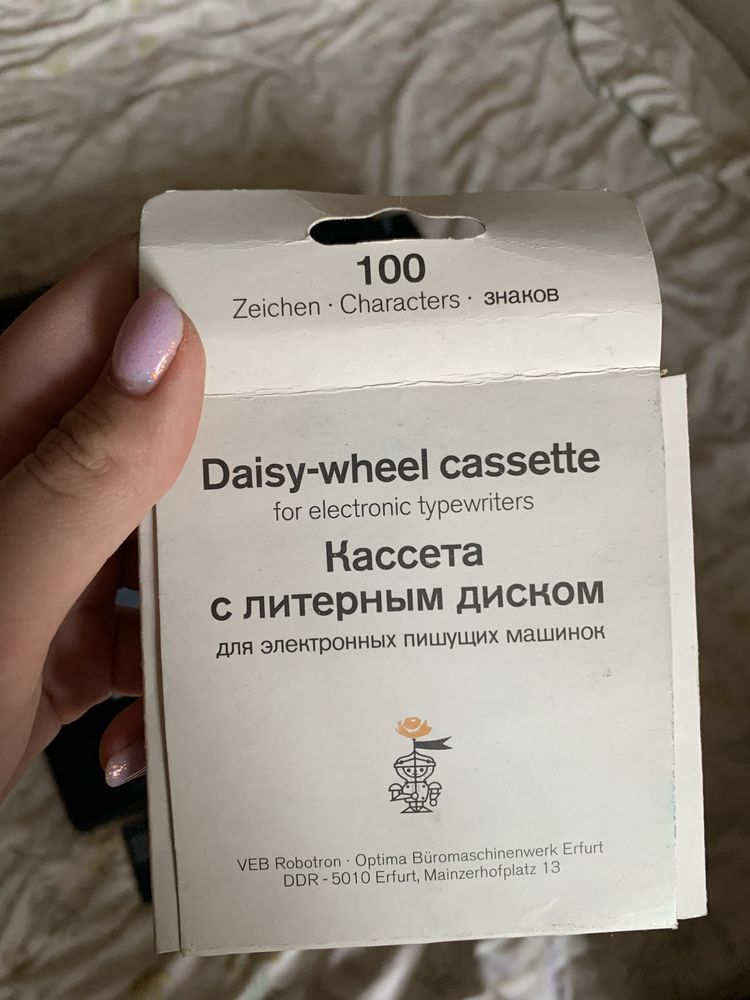 100
Zeichen · Characters · знаков
Daisy-wheel cassette
for electronic typewriters
Кассета
с литерным диском
для электронных пишущих машинок
VEB Robotron · Optima Büromaschinenwerk Erfurt
DDR - 5010 Erfurt, Mainzerhofplatz 13